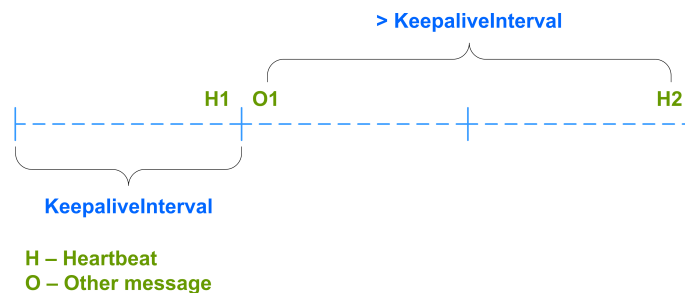 > KeepaliveInterval
H1 O1 H2
KeepaliveInterval
H – Heartbeat
O – Other message